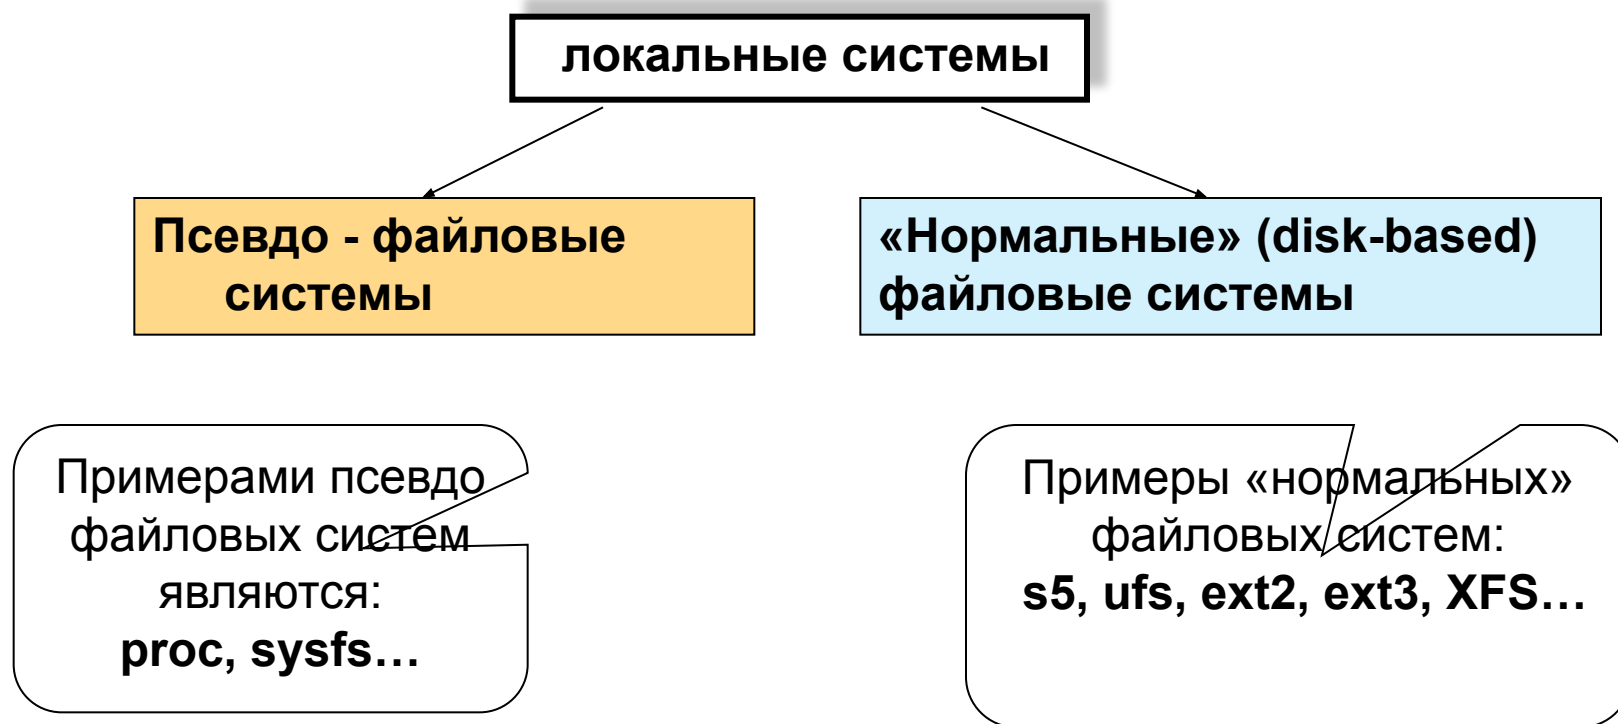 локальные системы
Псевдо - файловые
системы
«Нормальные» (disk-based)
файловые системы
Примерами псевдо
файловых систем
являются:
proc, sysfs...
Примеры «нормальных»
файловых систем:
s5, ufs, ext2, ext3, XFS...